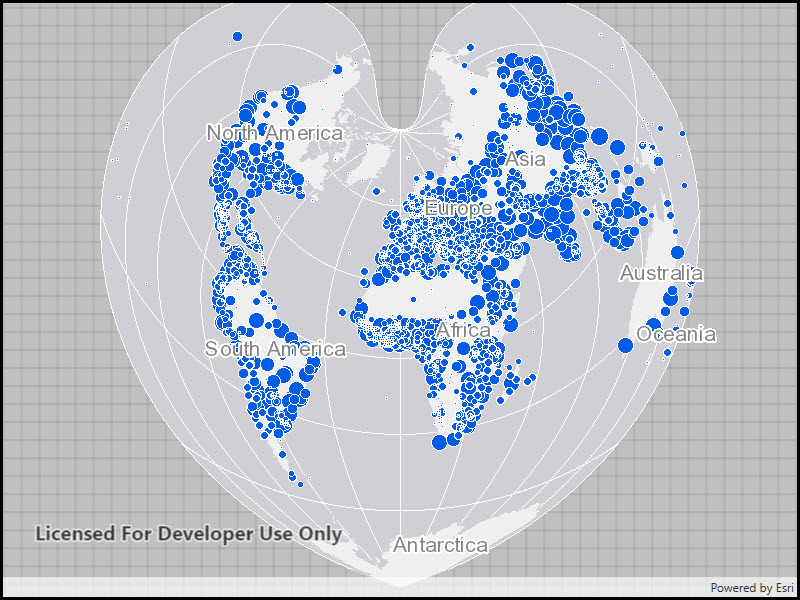 North America
Asia
Europe
Australia
Africa
Oceania
South America
Licensed For Developer Use Only
Antarctica
Powered by Esri